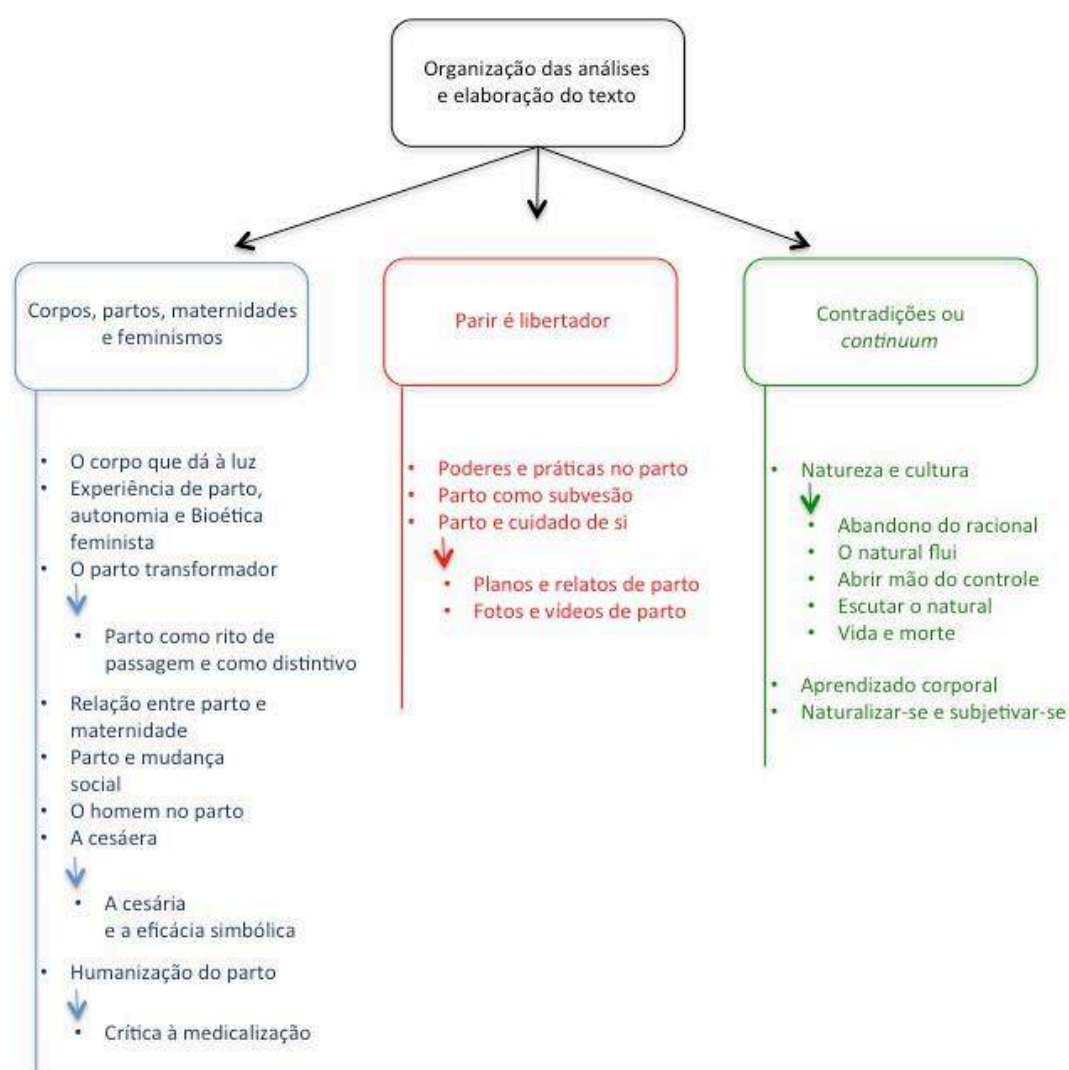 Organização das análises
e elaboração do texto
Corpos, partos, maternidades
e feminismos
• O corpo que dá à luz
• Experiência de parto,
autonomia e Bioética
feminista
• O parto transformador
• Parto como rito de
passagem e como distintivo
• Relação entre parto e
maternidade
• Parto e mudança
social
• O homem no parto
• A cesáera
• A cesária
e a eficácia simbólica
• Humanização do parto
• Crítica à medicalização
Parir é libertador
• Poderes e práticas no parto
• Parto como subvesão
• Parto e cuidado de si
• Planos e relatos de parto
• Fotos e vídeos de parto
Contradições ou
continuum
• Natureza e cultura
• Abandono do racional
• O natural flui
• Abrir mão do controle
• Escutar o natural
• Vida e morte
• Aprendizado corporal
• Naturalizar-se e subjetivar-se